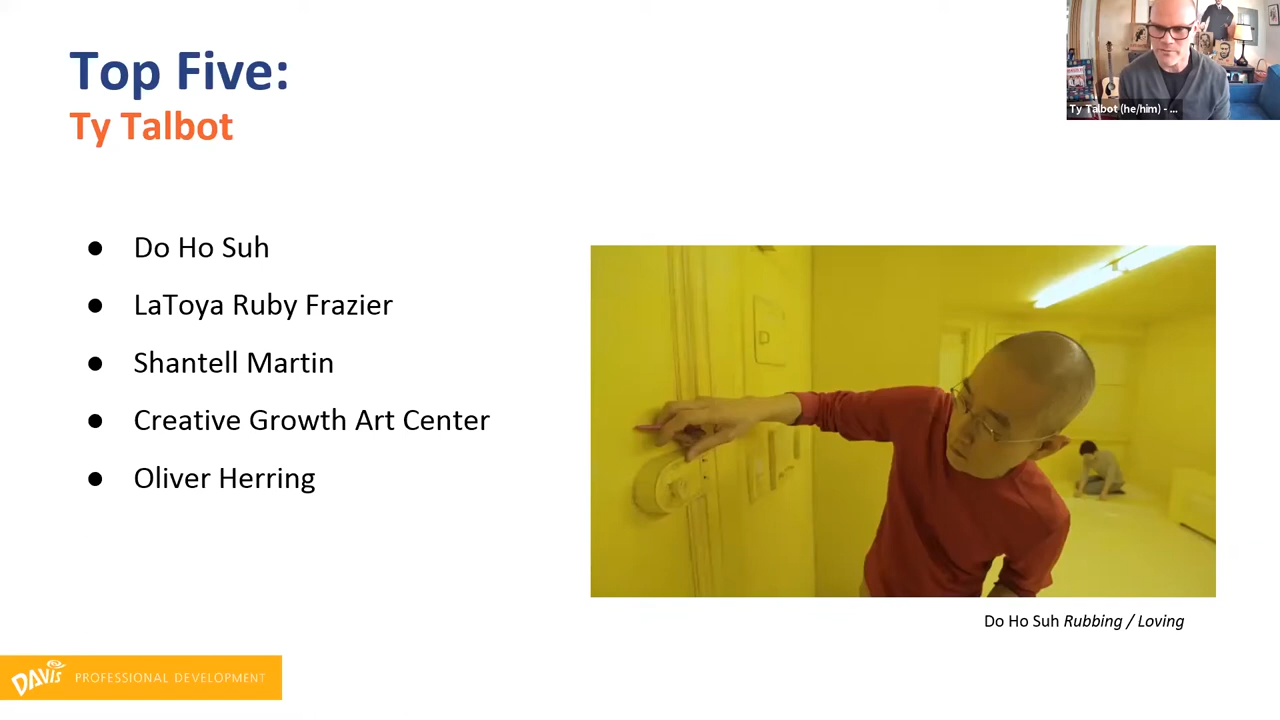 Top Five:
Ty Talbot
Ty Talbot (he/him) - ...
● Do Ho Suh
● LaToya Ruby Frazier
● Shantell Martin
● Creative Growth Art Center
● Oliver Herring
Do Ho Suh Rubbing / Loving
DAVIS PROFESSIONAL DEVELOPMENT